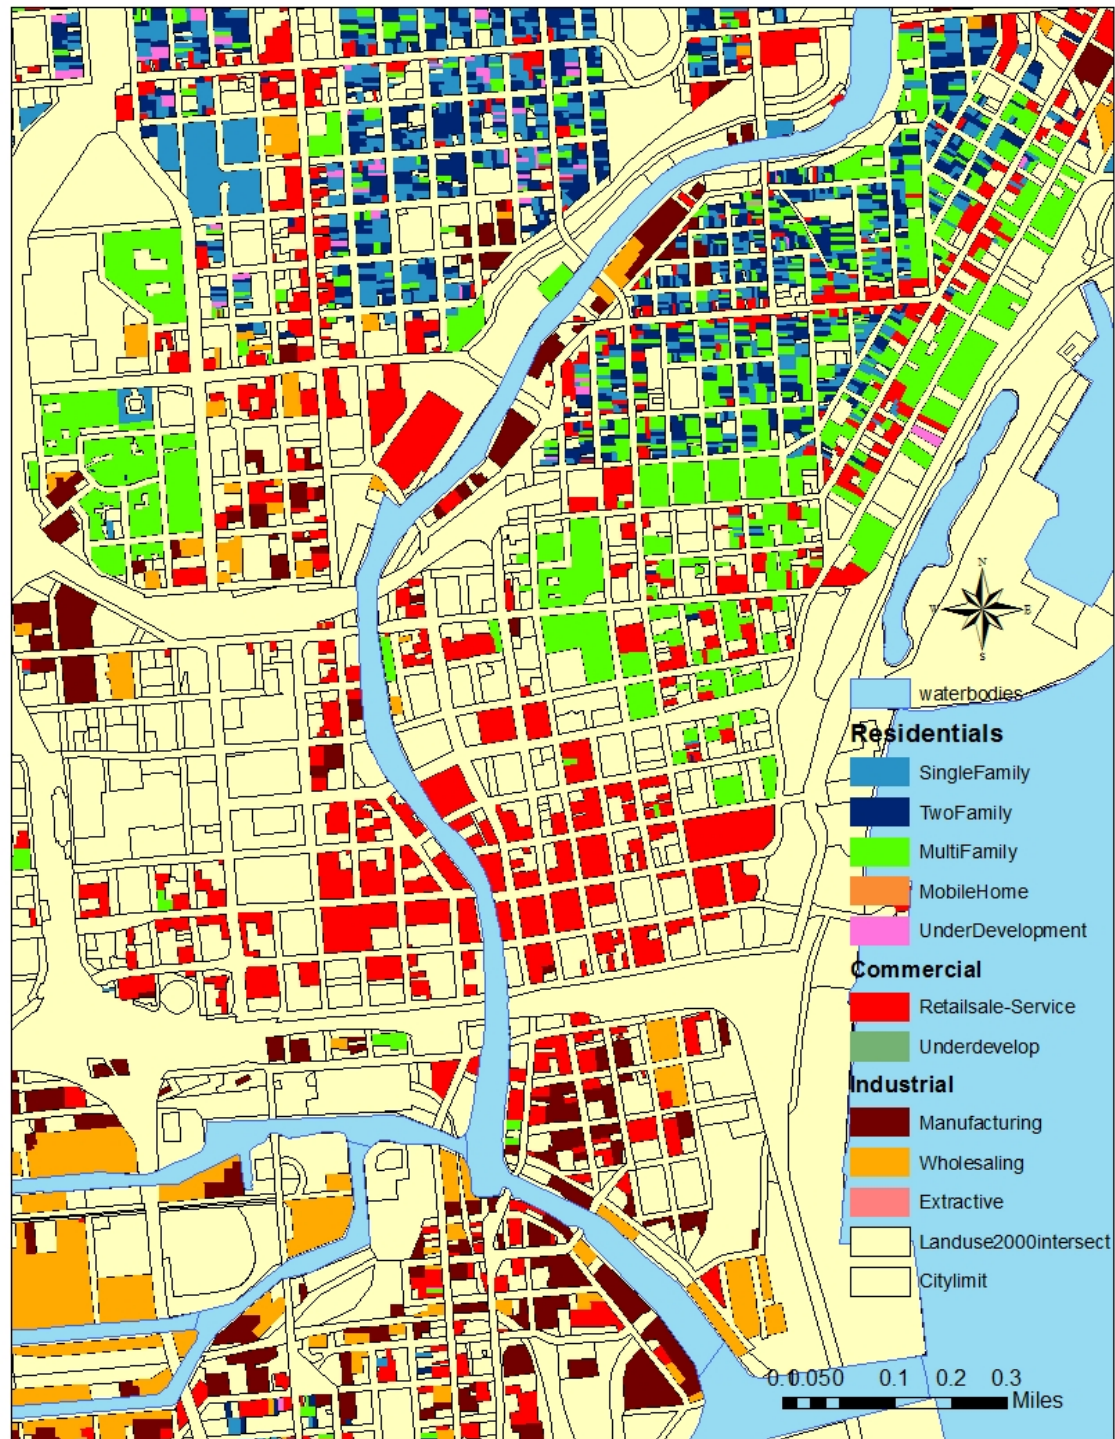 N
W E
S
waterbodies
Residentials
SingleFamily
TwoFamily
MultiFamily
MobileHome
UnderDevelopment
Commercial
Retailsale-Service
Underdevelop
Industrial
Manufacturing
Wholesaling
Extractive
Landuse2000intersect
Citylimit
0.1 0.2 0.3
Miles